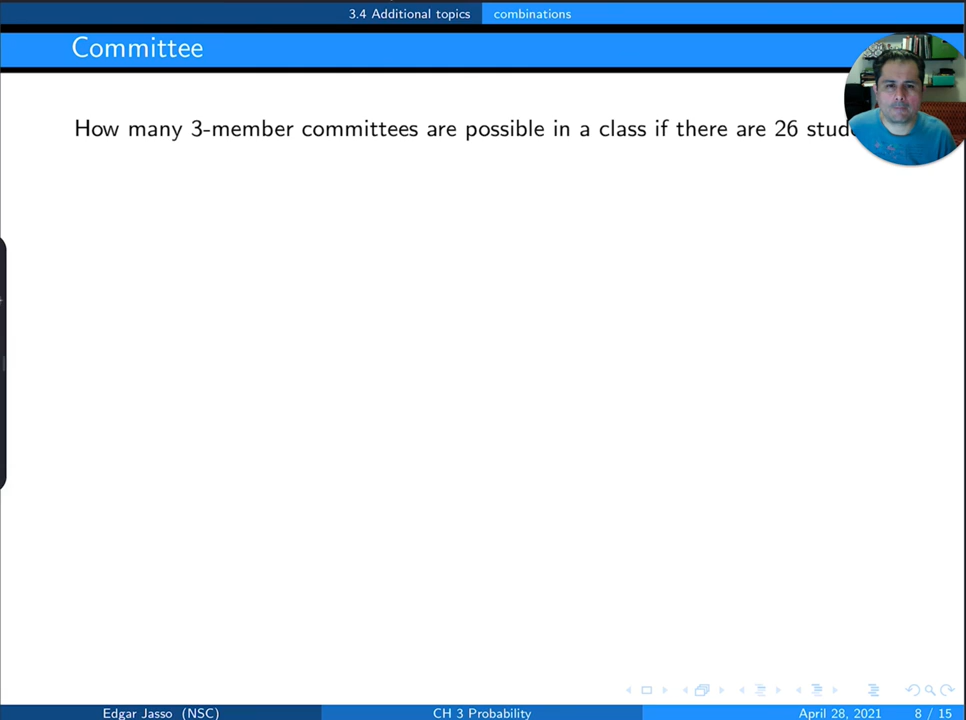 3.4 Additional topics combinations
Committee
How many 3-member committees are possible in a class if there are 26
Edgar Jasso (NSC) CH 3 Probability April 28, 2021 8 / 15